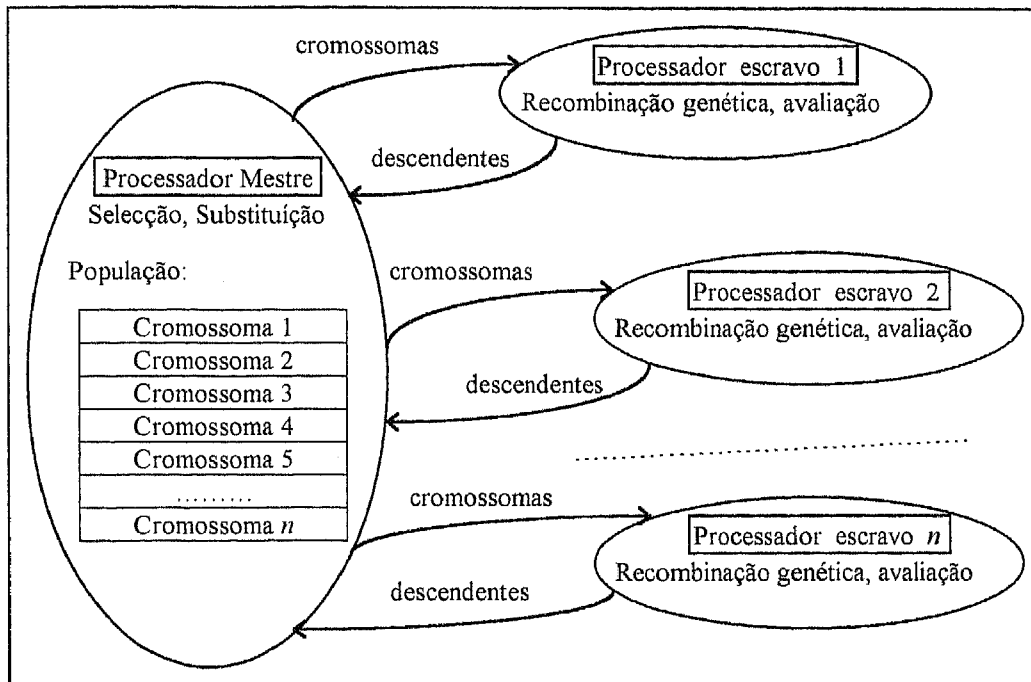 cromossomas
Processador escravo 1
Recombinação genética, avaliação
descendentes
Processador Mestre
Selecção, Substituíção
População:
Cromossoma 1
Cromossoma 2
Cromossoma 3
Cromossoma 4
Cromossoma 5
.........
Cromossoma n
cromossomas
Processador escravo 2
Recombinação genética, avaliação
descendentes
cromossomas
Processador escravo n
Recombinação genética, avaliação
descendentes